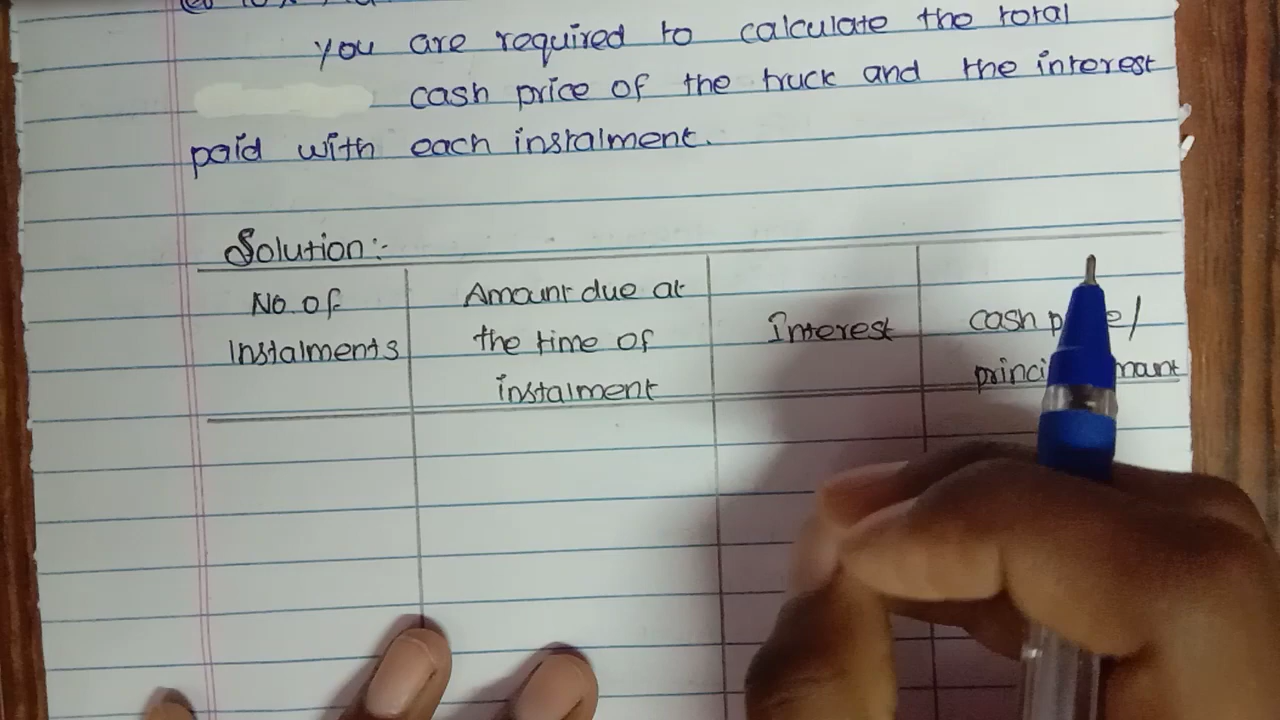 you are required to calculate the total
cash price of the truck and the interest
paid with each instalment.
Solution:-
No. of
Instalments
Amount due at
the time of
instalment
Interest
cash /